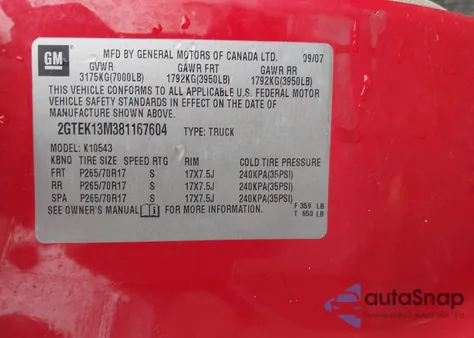 GM
MFD BY GENERAL MOTORS OF CANADA LTD. 09/07
GVWR GAWR FRT GAWR RR
3175KG(7000LB) 1792KG(3950LB) 1792KG(3950LB)
THIS VEHICLE CONFORMS TO ALL APPLICABLE U.S. FEDERAL MOTOR
VEHICLE SAFETY STANDARDS IN EFFECT ON THE DATE OF
MANUFACTURE SHOWN ABOVE.
2GTEK13M381167604 TYPE: TRUCK
MODEL: K10543
KBNQ TIRE SIZE SPEED RTG RIM COLD TIRE PRESSURE
FRT P265/70R17 S 17X7.5J 240KPA(35PSI)
RR P265/70R17 S 17X7.5J 240KPA(35PSI)
SPA P265/70R17 S 17X7.5J 240KPA(35PSI)
SEE OWNER'S MANUAL FOR MORE INFORMATION.
F 359 LB
T 650 LB
autoSnap